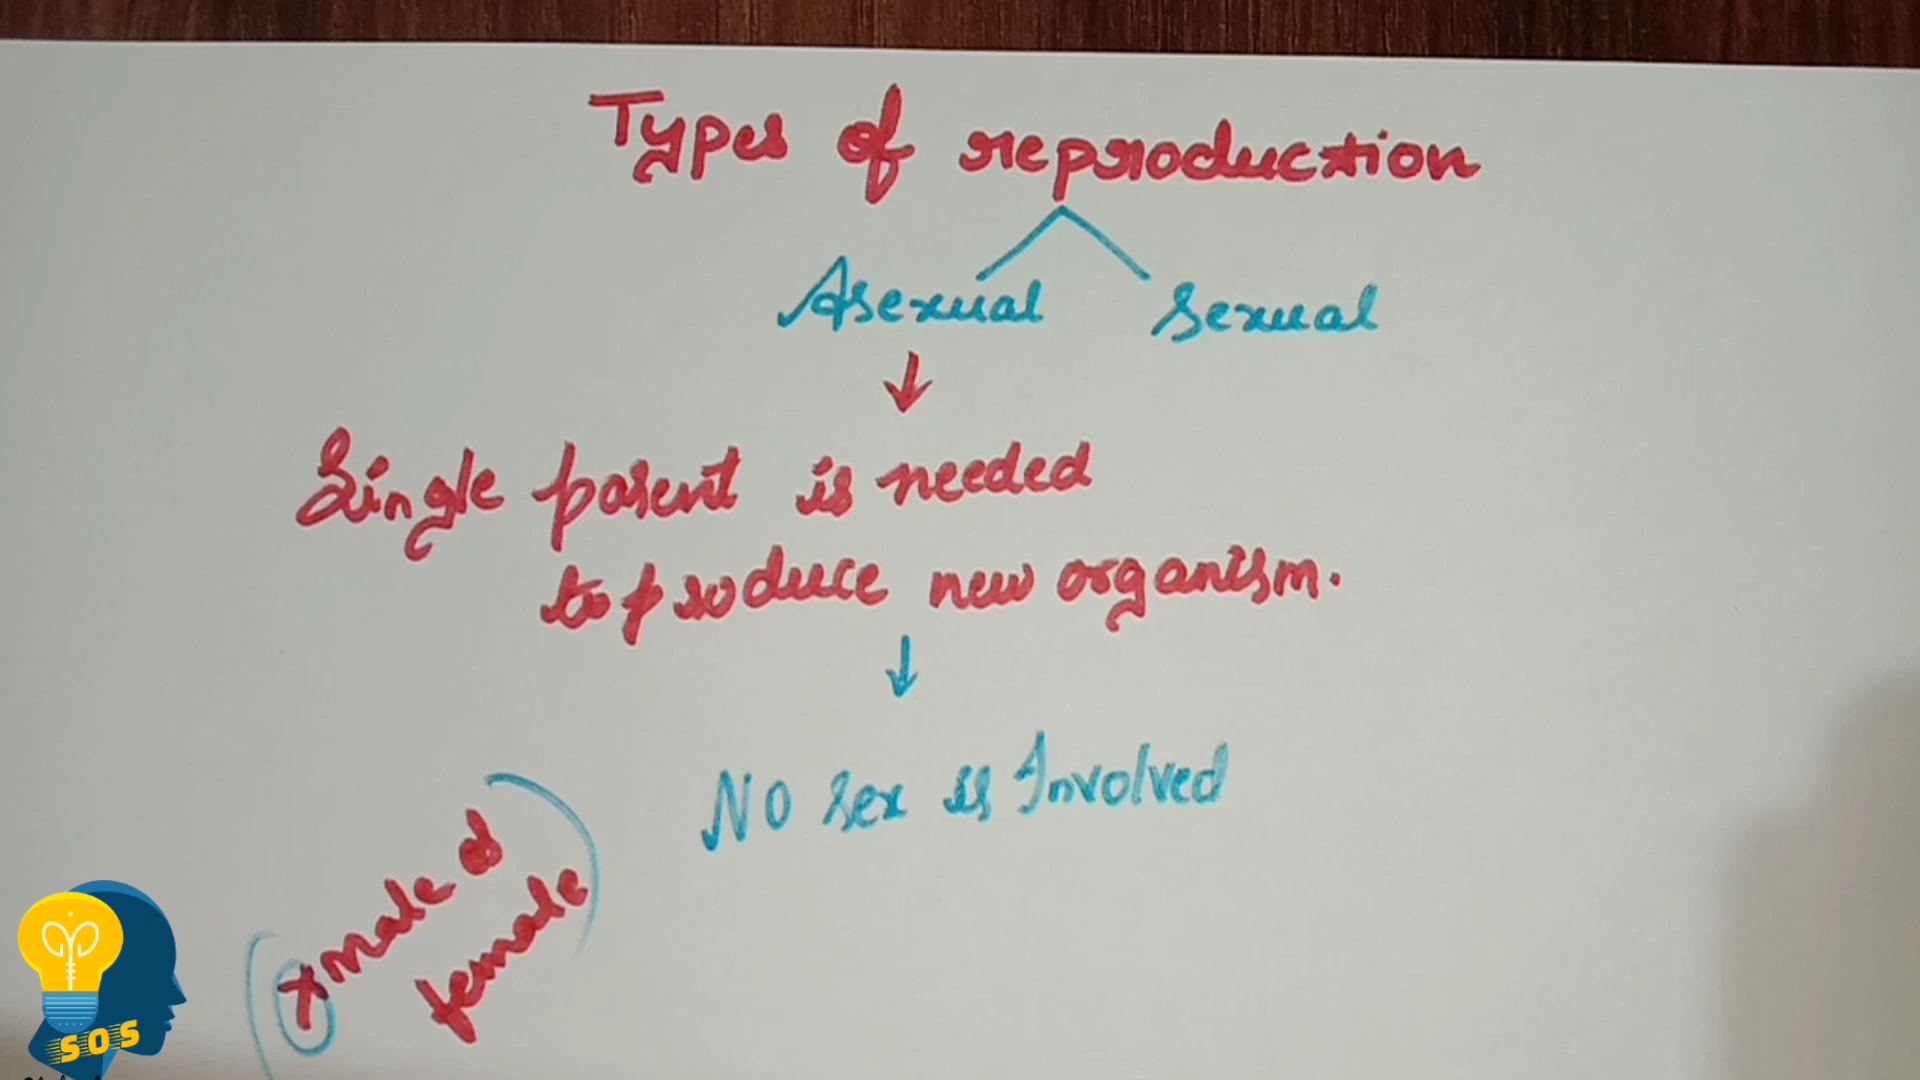 Types of reproduction
Asexual Sexual
↓
Single parent is needed
to produce new organism.
↓
No sex is Involved
(x male &
female)
SOS